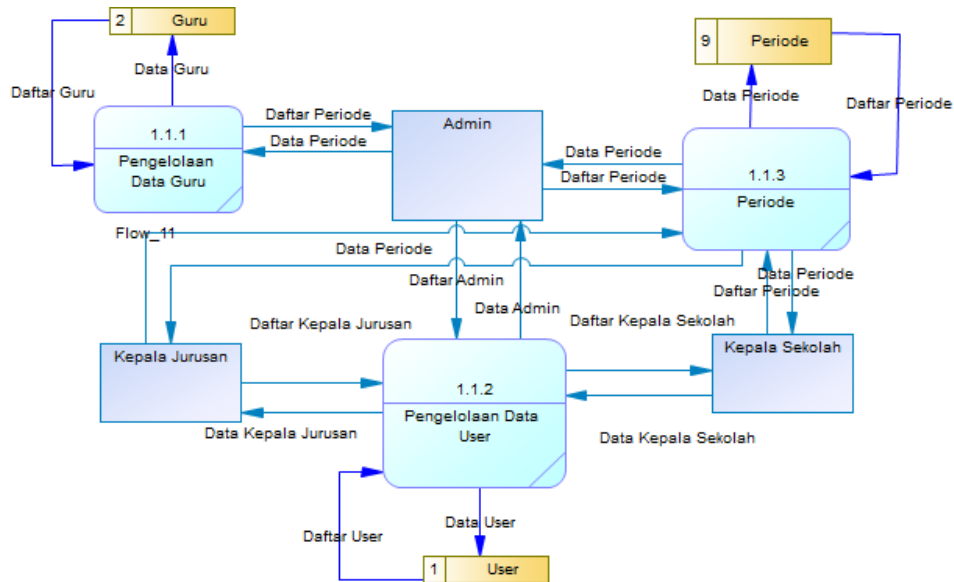 2 Guru
9 Periode
Data Guru
Daftar Guru
Data Periode
Daftar Periode
1.1.1
Pengelolaan
Data Guru
Daftar Periode
Data Periode
Admin
Data Periode
Daftar Periode
1.1.3
Periode
Flow_11
Data Periode
Daftar Admin
Data Admin
Data Periode
Daftar Periode
Daftar Kepala Jurusan
Daftar Kepala Sekolah
Kepala Jurusan
Kepala Sekolah
1.1.2
Pengelolaan Data
User
Data Kepala Jurusan
Data Kepala Sekolah
Daftar User
Data User
1 User